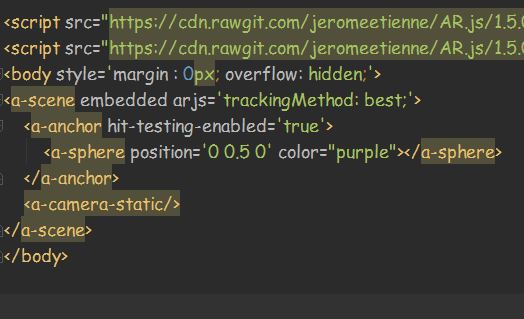 <script src="https://cdn.rawgit.com/jeromeetienne/AR.js/1.5.0
<script src="https://cdn.rawgit.com/jeromeetienne/AR.js/1.5.0
<body style='margin : 0px; overflow: hidden;'>
<a-scene embedded arjs='trackingMethod: best;'>
<a-anchor hit-testing-enabled='true'>
<a-sphere position='0 0.5 0' color="purple"></a-sphere>
</a-anchor>
<a-camera-static/>
</a-scene>
</body>